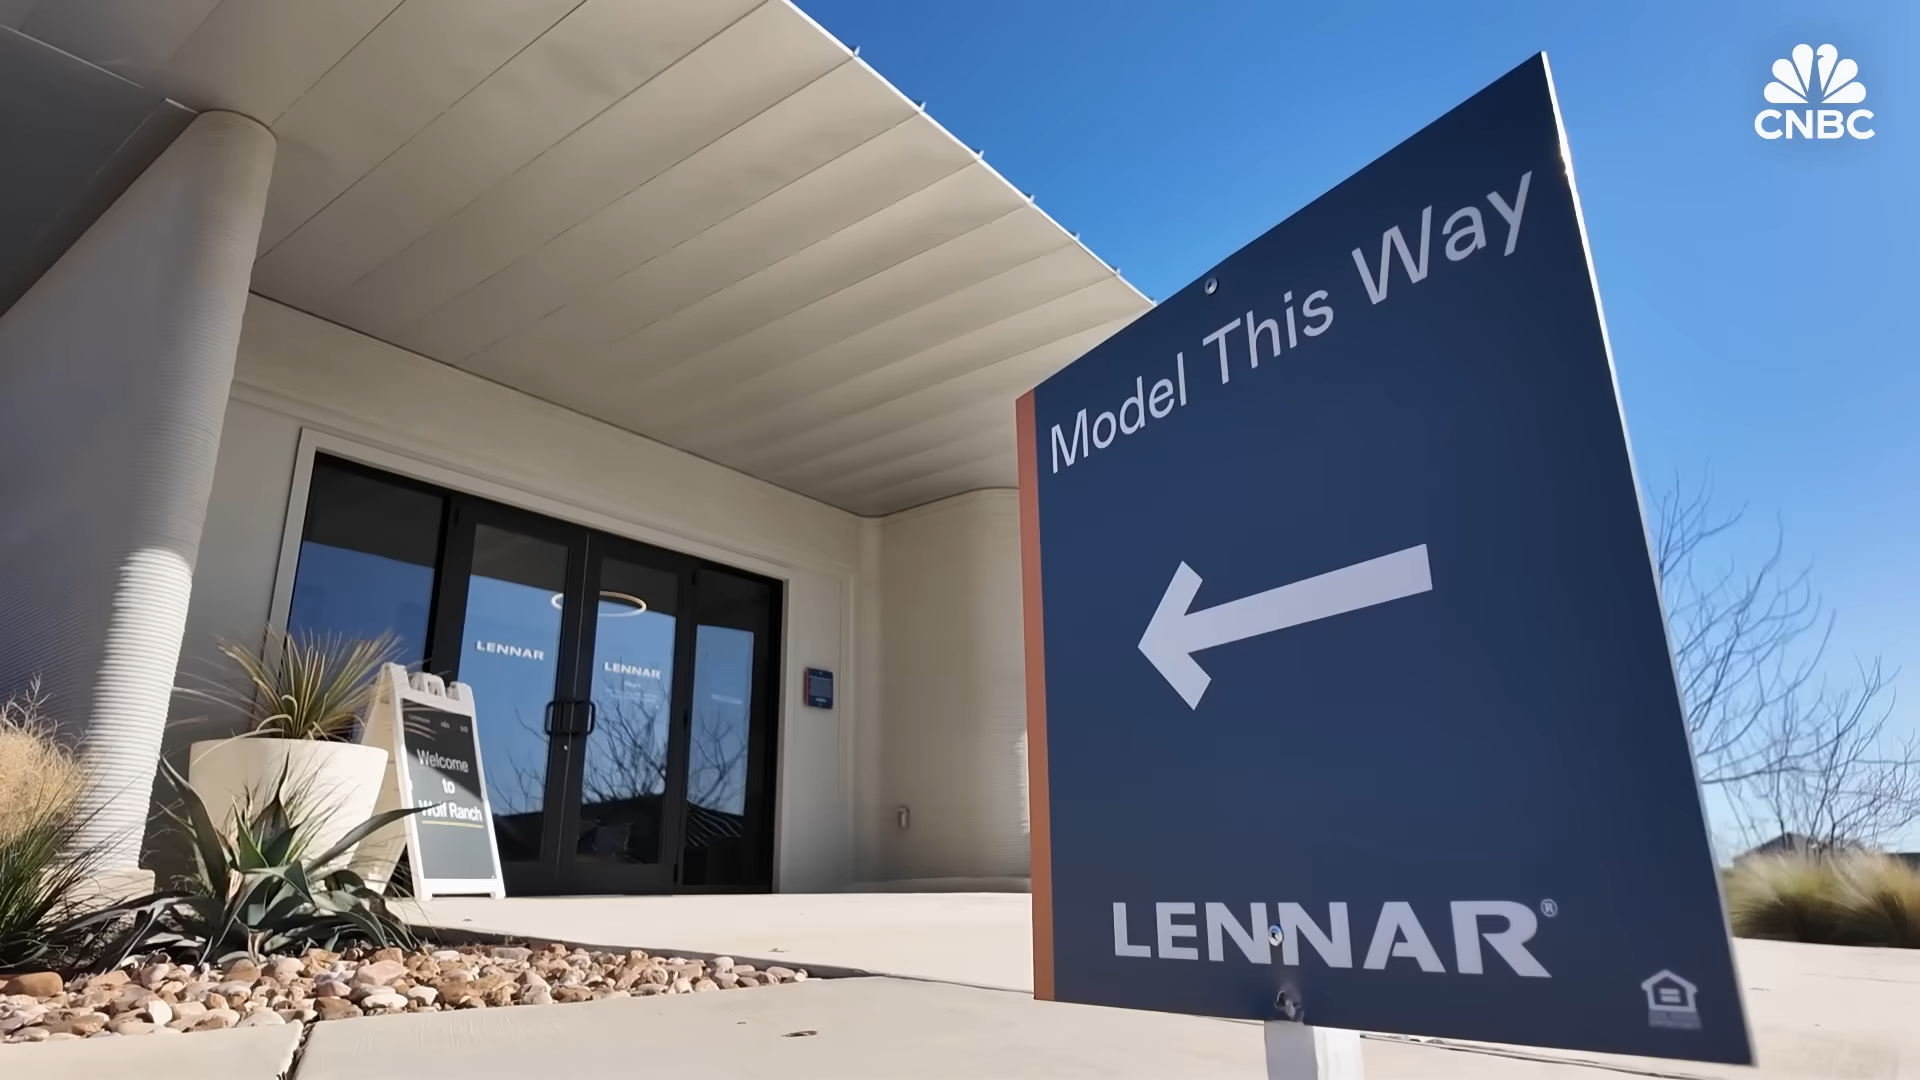 CNBC
Model This Way
LENNAR®
LENNAR
LENNAR
Welcome
to
Wolf Ranch